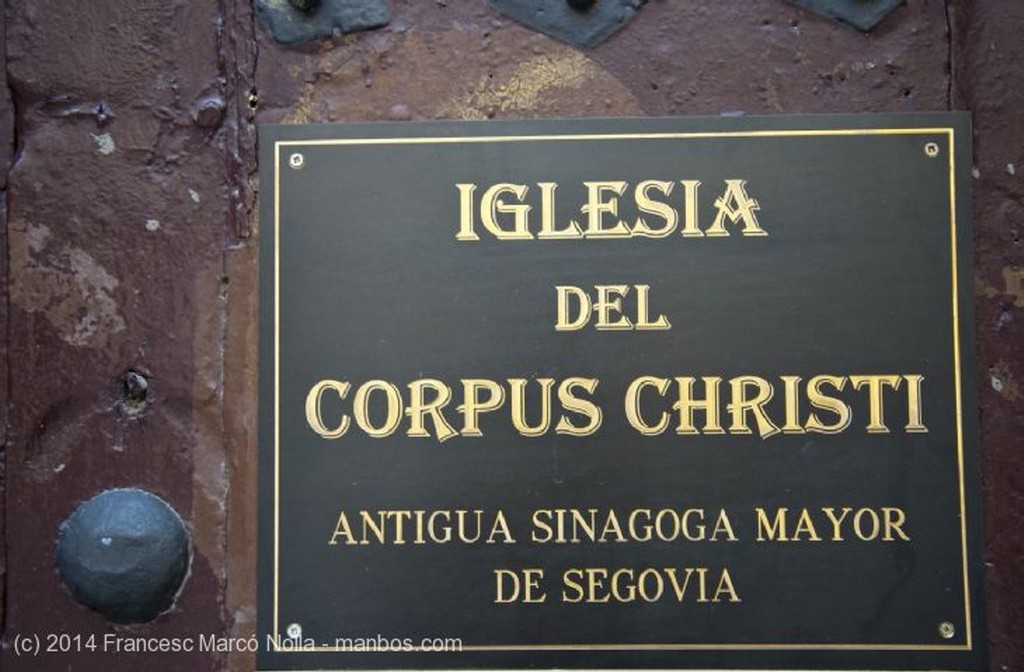 IGLESIA
DEL
CORPUS CHRISTI
ANTIGUA SINAGOGA MAYOR
DE SEGOVIA
(c) 2014 Francesc Marcó Nolla - manbos.com